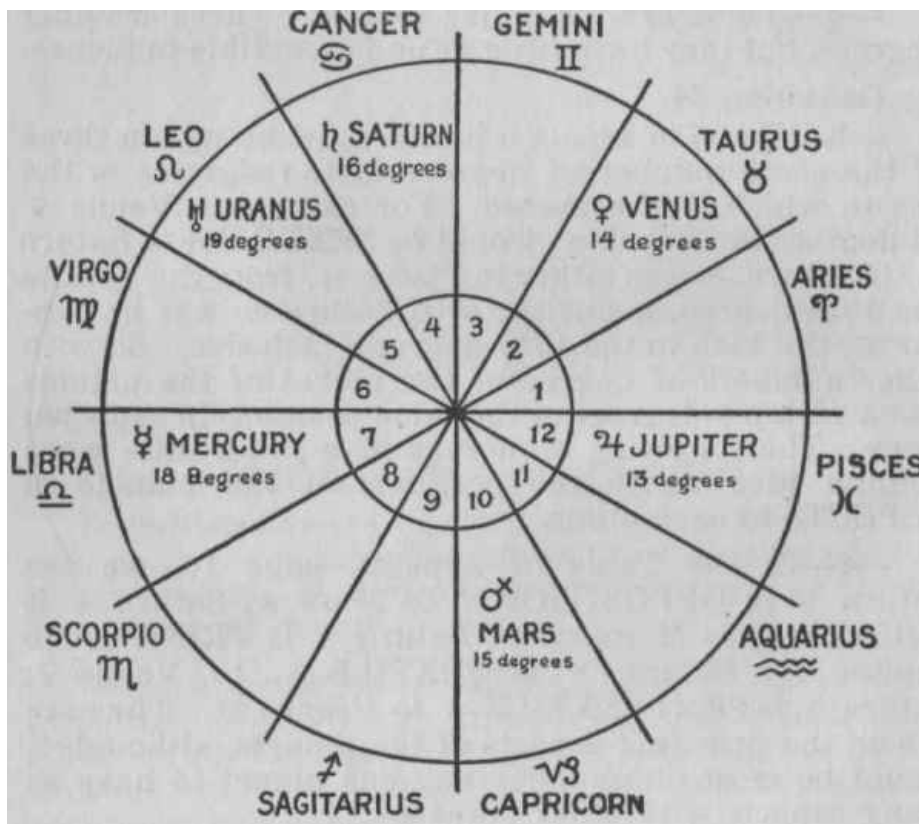 CANCER GEMINI
♋ ♊
LEO
♌
♄ SATURN
16 degrees
TAURUS
♉
♅ URANUS
19 degrees
♀ VENUS
14 degrees
VIRGO
♍
ARIES
♈
4 3
5 2
6 1
7 12
8 11
9 10
☿ MERCURY
18 Degrees
♃ JUPITER
13 degrees
LIBRA
♎
PISCES
♓
♂
MARS
15 degrees
SCORPIO
♏
AQUARIUS
♒
♐
SAGITARIUS
♑
CAPRICORN